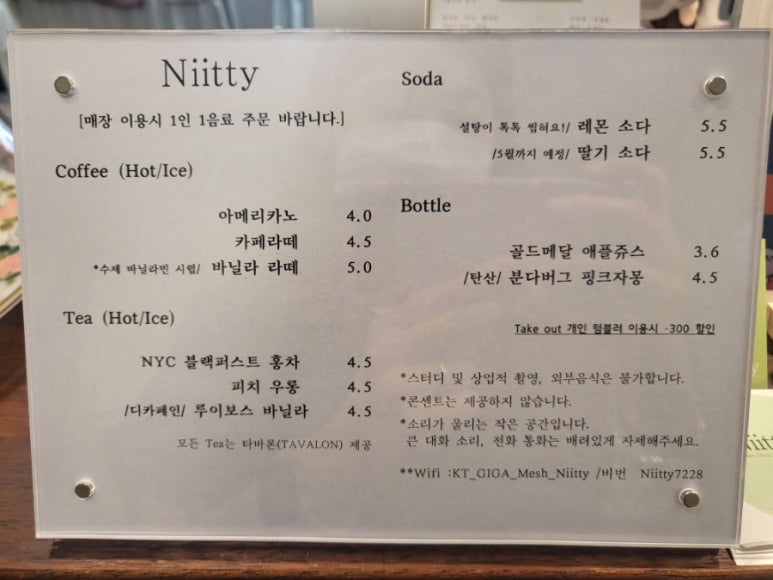 Niitty
[매장 이용시 1인 1음료 주문 바랍니다.]
Coffee (Hot/Ice)
아메리카노 4.0
카페라떼 4.5
*수제 바닐라빈 시럽/ 바닐라 라떼 5.0
Tea (Hot/Ice)
NYC 블랙퍼스트 홍차 4.5
피치 우롱 4.5
/디카페인/ 루이보스 바닐라 4.5
모든 Tea는 타바론(TAVALON) 제공
Soda
설탕이 톡톡 씹혀요!/ 레몬 소다 5.5
/5월까지 예정/ 딸기 소다 5.5
Bottle
골드메달 애플쥬스 3.6
/탄산/ 분다버그 핑크자몽 4.5
Take out 개인 텀블러 이용시 -300 할인
*스터디 및 상업적 촬영, 외부음식은 불가합니다.
*콘센트는 제공하지 않습니다.
*소리가 울리는 작은 공간입니다.
큰 대화 소리, 전화 통화는 배려있게 자제해주세요.
**Wifi :KT_GIGA_Mesh_Niitty /비번 Niitty7228